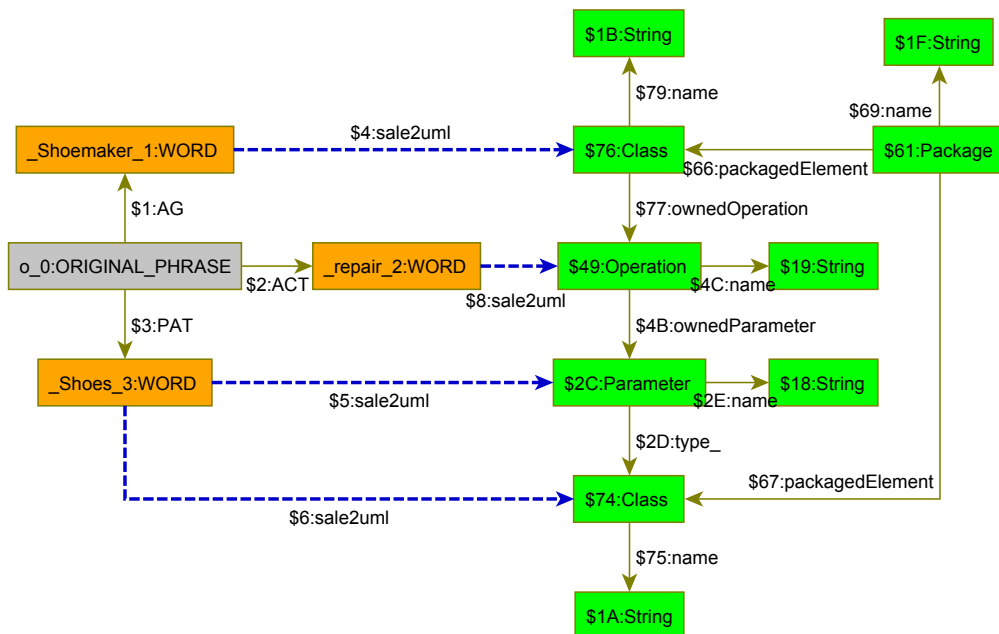 $1B:String
$1F:String
$79:name
$69:name
$4:sale2uml
_Shoemaker_1:WORD
$76:Class
$61:Package
$66:packagedElement
$1:AG
$77:ownedOperation
o_0:ORIGINAL_PHRASE
_repair_2:WORD
$49:Operation
$19:String
$2:ACT
$4C:name
$8:sale2uml
$3:PAT
$4B:ownedParameter
_Shoes_3:WORD
$2C:Parameter
$18:String
$5:sale2uml
$2E:name
$2D:type_
$67:packagedElement
$74:Class
$6:sale2uml
$75:name
$1A:String